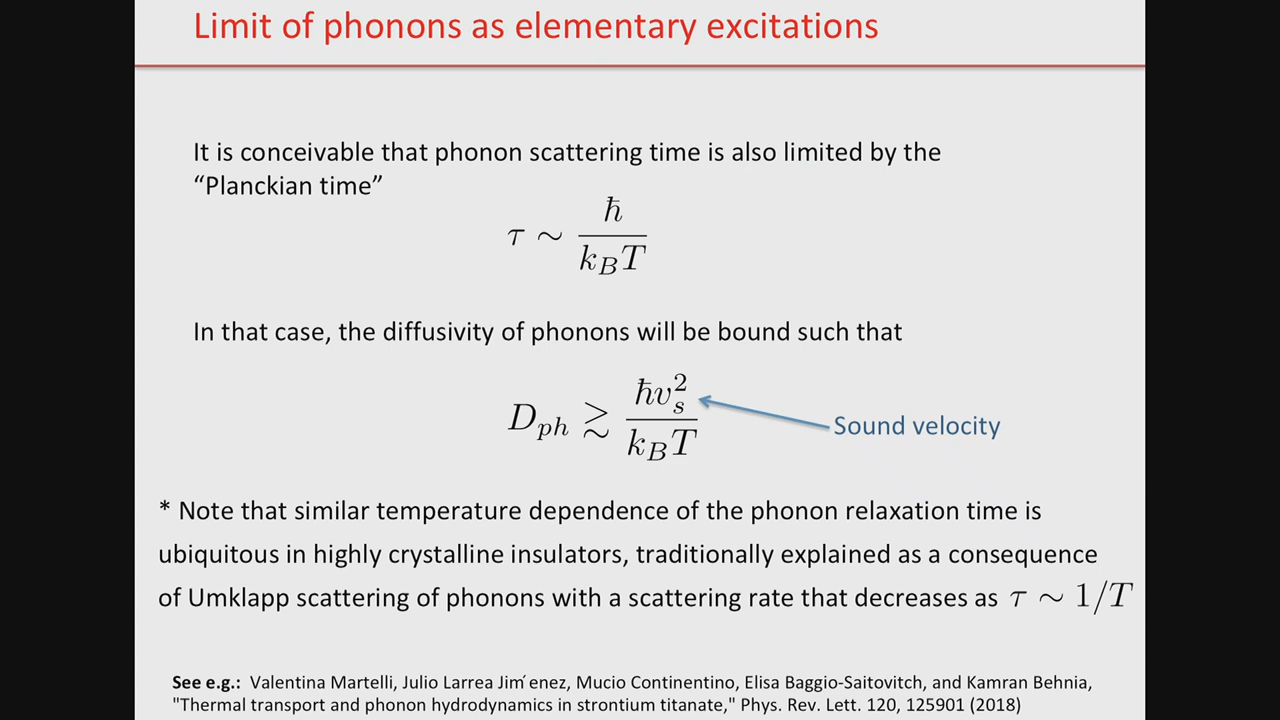 Limit of phonons as elementary excitations
It is conceivable that phonon scattering time is also limited by the
“Planckian time”
τ ∼ ħ / k_B T
In that case, the diffusivity of phonons will be bound such that
D_ph ≳ ħv_s^2 / k_B T
Sound velocity
* Note that similar temperature dependence of the phonon relaxation time is
ubiquitous in highly crystalline insulators, traditionally explained as a consequence
of Umklapp scattering of phonons with a scattering rate that decreases as τ ∼ 1/T
See e.g.: Valentina Martelli, Julio Larrea Jim´enez, Mucio Continentino, Elisa Baggio-Saitovitch, and Kamran Behnia,
"Thermal transport and phonon hydrodynamics in strontium titanate," Phys. Rev. Lett. 120, 125901 (2018)